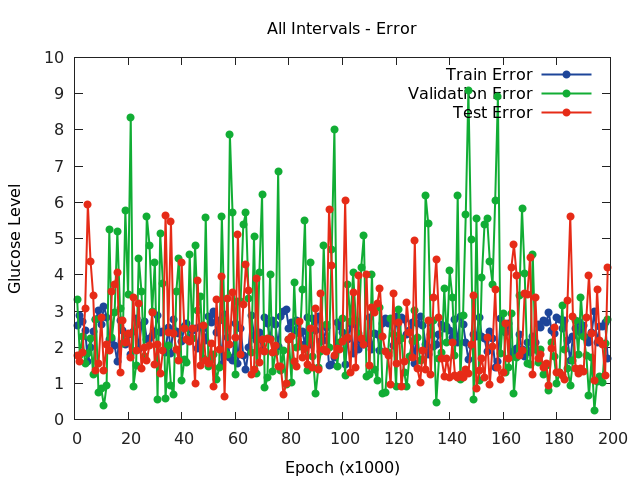 All Intervals - Error
10
9
8
7
6
5
4
3
2
1
0
Glucose Level
Train Error
Validation Error
Test Error
0 20 40 60 80 100 120 140 160 180 200
Epoch (x1000)